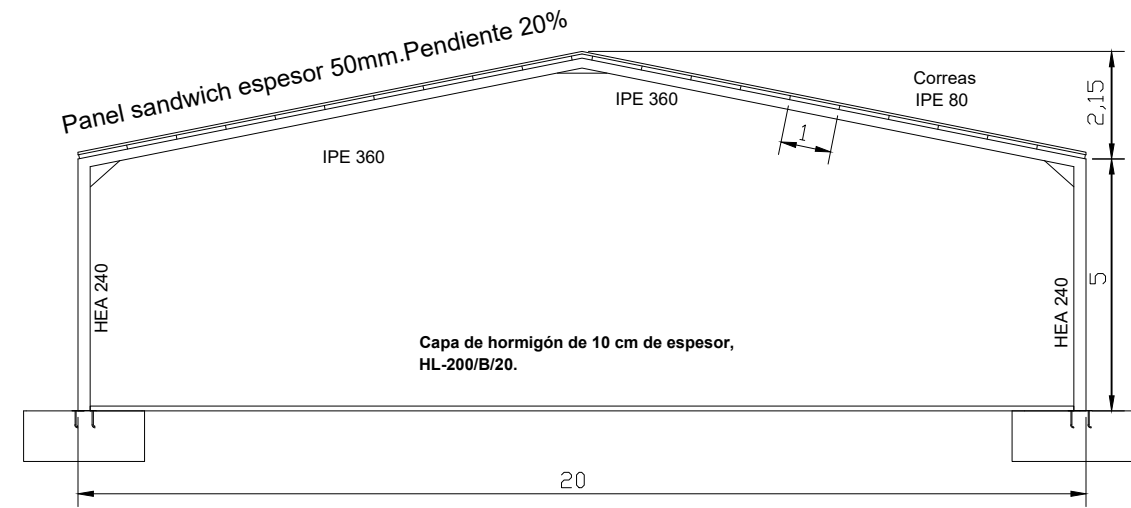 Panel sandwich espesor 50mm.Pendiente 20%
Correas
IPE 80
IPE 360
2,15
1
IPE 360
HEA 240
5
HEA 240
Capa de hormigón de 10 cm de espesor,
HL-200/B/20.
20